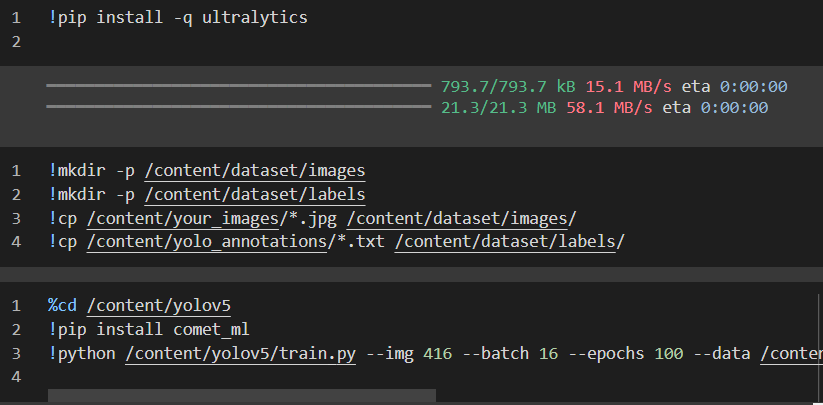 1 !pip install -q ultralytics
2
793.7/793.7 kB 15.1 MB/s eta 0:00:00
21.3/21.3 MB 58.1 MB/s eta 0:00:00
1 !mkdir -p /content/dataset/images
2 !mkdir -p /content/dataset/labels
3 !cp /content/your_images/*.jpg /content/dataset/images/
4 !cp /content/yolo_annotations/*.txt /content/dataset/labels/
1 %cd /content/yolov5
2 !pip install comet_ml
3 !python /content/yolov5/train.py --img 416 --batch 16 --epochs 100 --data /conte
4